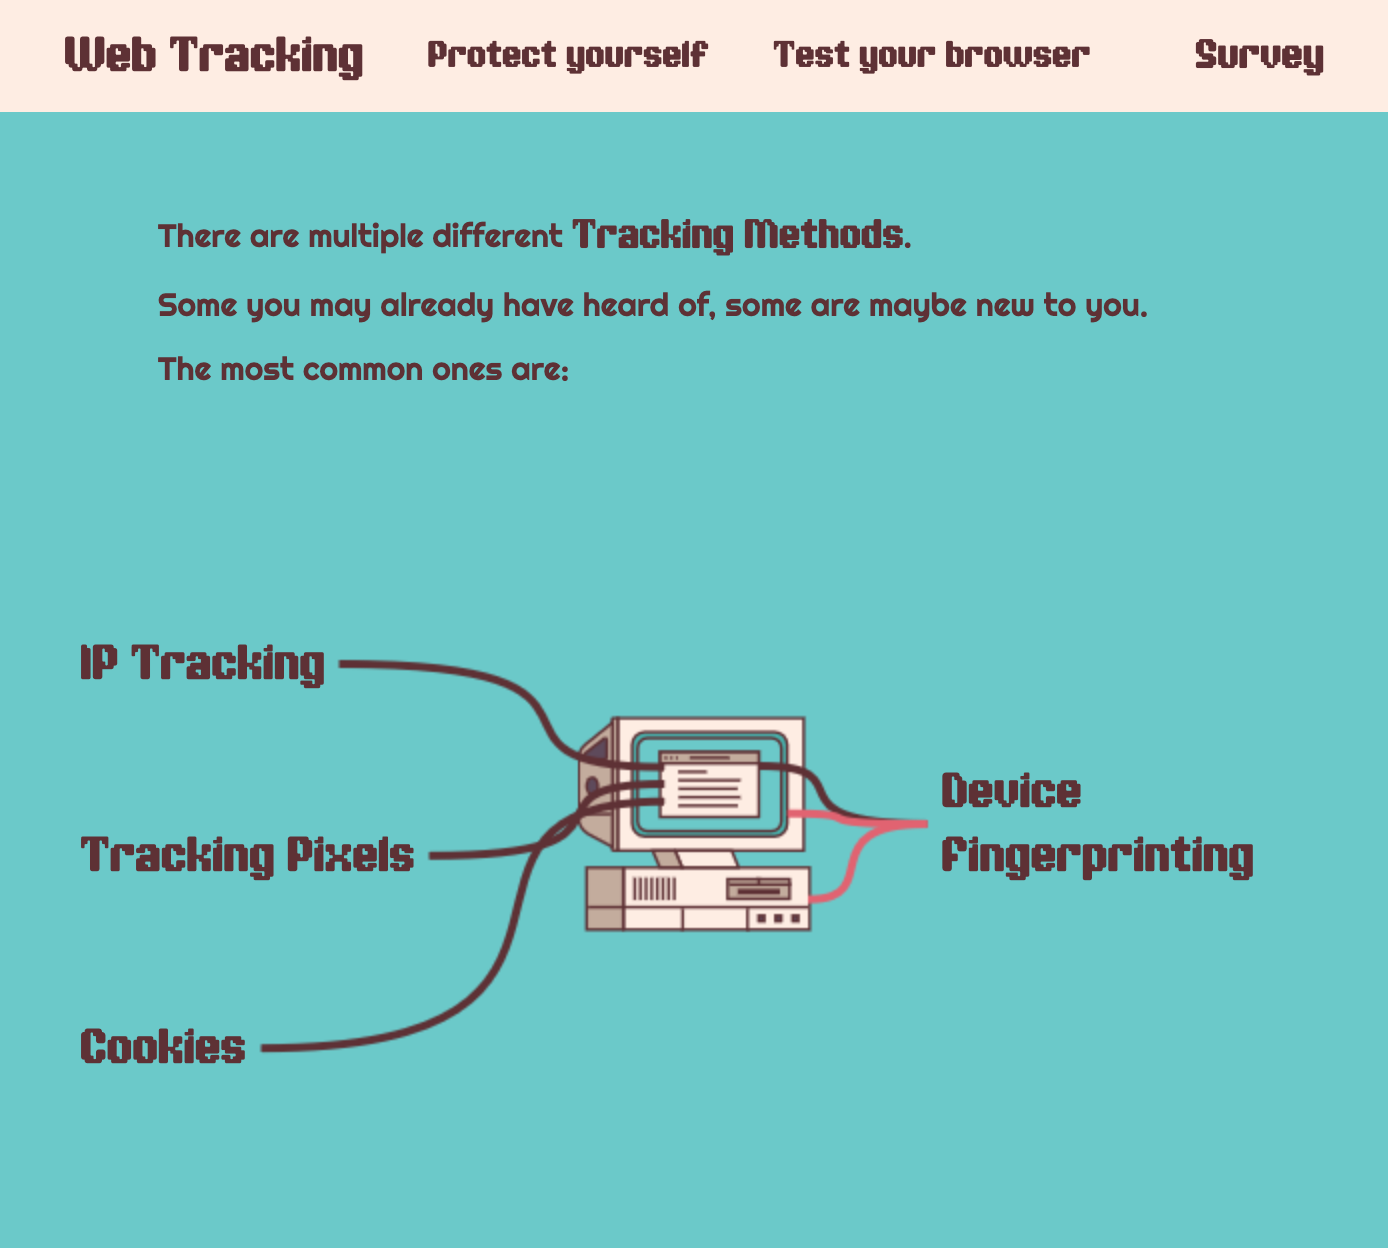 Web Tracking Protect yourself Test your browser Survey
There are multiple different Tracking Methods.
Some you may already have heard of, some are maybe new to you.
The most common ones are:
IP Tracking
Tracking Pixels
Cookies
Device
Fingerprinting